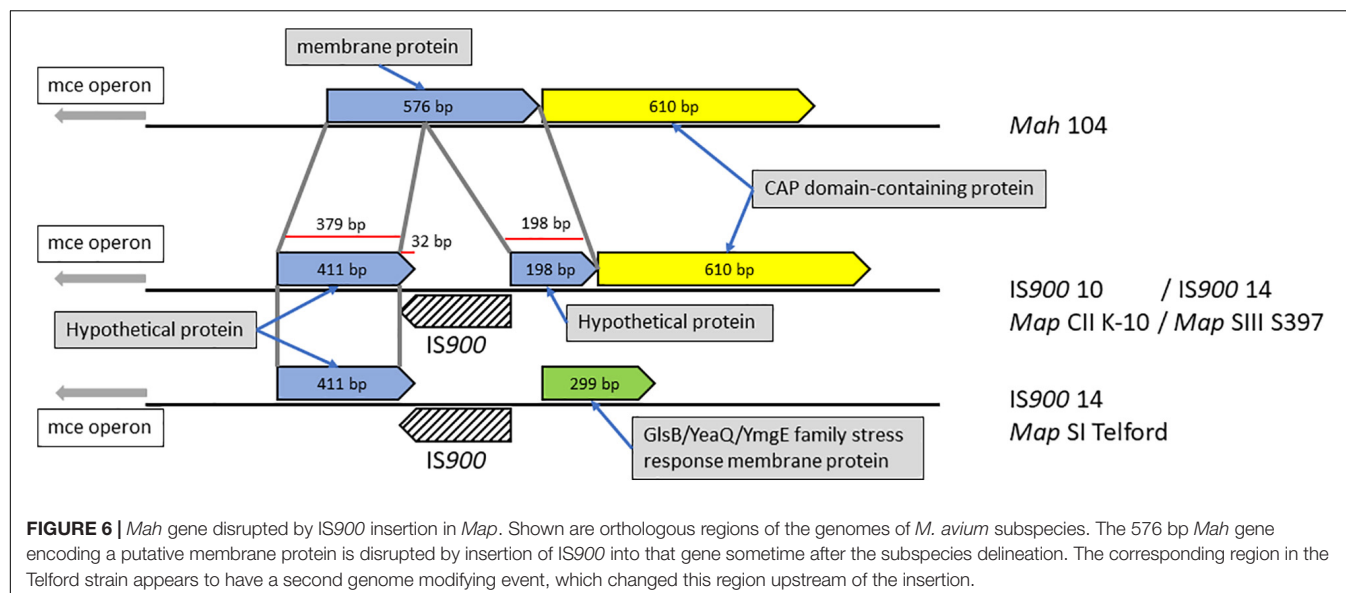 membrane protein
mce operon
576 bp
610 bp
Mah 104
CAP domain-containing protein
379 bp
198 bp
32 bp
mce operon
411 bp
198 bp
610 bp
IS900 10 / IS900 14
Map CII K-10 / Map SIII S397
Hypothetical protein
IS900
Hypothetical protein
411 bp
299 bp
mce operon
IS900
GlsB/YeaQ/YmgE family stress
response membrane protein
IS900 14
Map SI Telford
FIGURE 6 | Mah gene disrupted by IS900 insertion in Map. Shown are orthologous regions of the genomes of M. avium subspecies. The 576 bp Mah gene
encoding a putative membrane protein is disrupted by insertion of IS900 into that gene sometime after the subspecies delineation. The corresponding region in the
Telford strain appears to have a second genome modifying event, which changed this region upstream of the insertion.